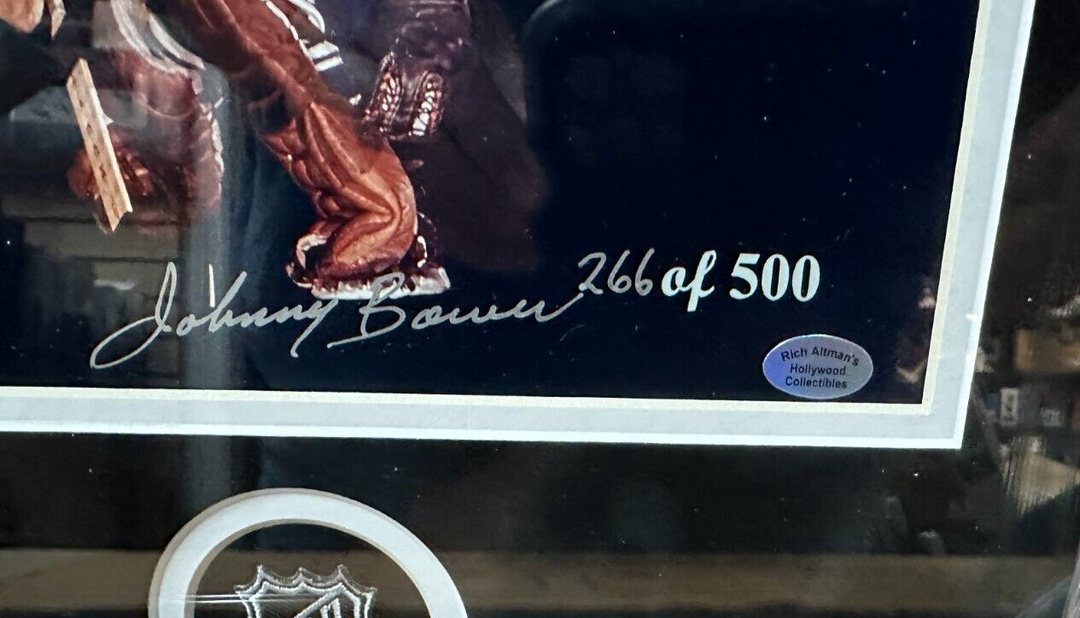 Johnny Bower 266 of 500
Rich Altman's
Hollywood
Collectibles